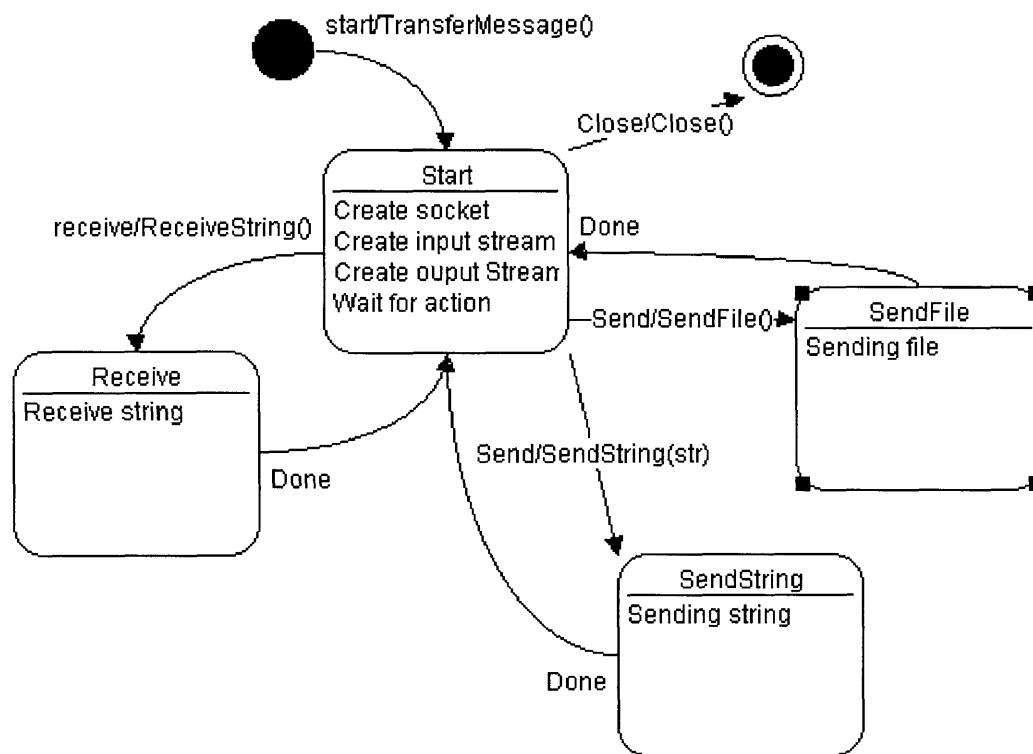 start/TransferMessage()
Close/Close()
Start
Create socket
Create input stream
Create ouput Stream
Wait for action
receive/ReceiveString()
Done
Send/SendFile()
SendFile
Sending file
Receive
Receive string
Done
Send/SendString(str)
SendString
Sending string
Done